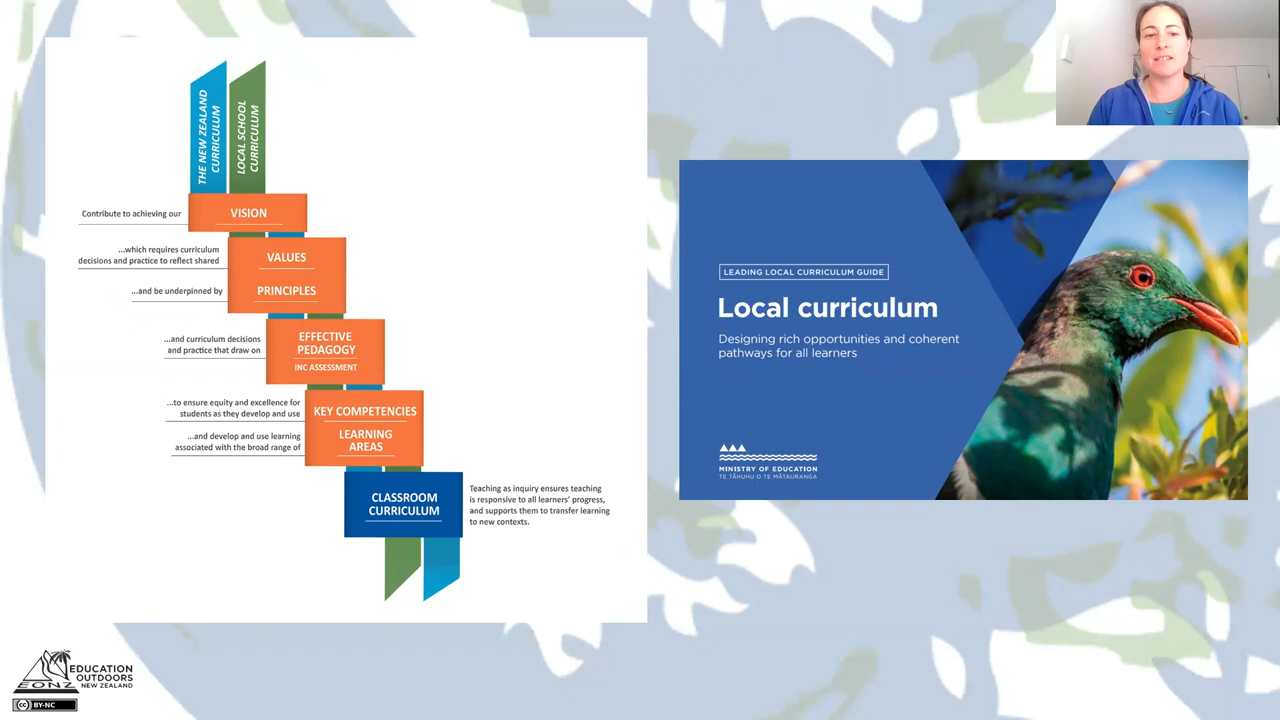 THE NEW ZEALAND
CURRICULUM
LOCAL SCHOOL
CURRICULUM
Contribute to achieving our
VISION
...which requires curriculum
decisions and practice to reflect shared
VALUES
...and be underpinned by
PRINCIPLES
...and curriculum decisions
and practice that draw on
EFFECTIVE
PEDAGOGY
INC ASSESSMENT
...to ensure equity and excellence for
students as they develop and use
KEY COMPETENCIES
...and develop and use learning
associated with the broad range of
LEARNING
AREAS
CLASSROOM
CURRICULUM
Teaching as inquiry ensures teaching
is responsive to all learners' progress,
and supports them to transfer learning
to new contexts.
LEADING LOCAL CURRICULUM GUIDE
Local curriculum
Designing rich opportunities and coherent
pathways for all learners
MINISTRY OF EDUCATION
TE TĀHUHU O TE MĀTAURANGA
EONZ
EDUCATION
OUTDOORS
NEW ZEALAND
CC BY-NC